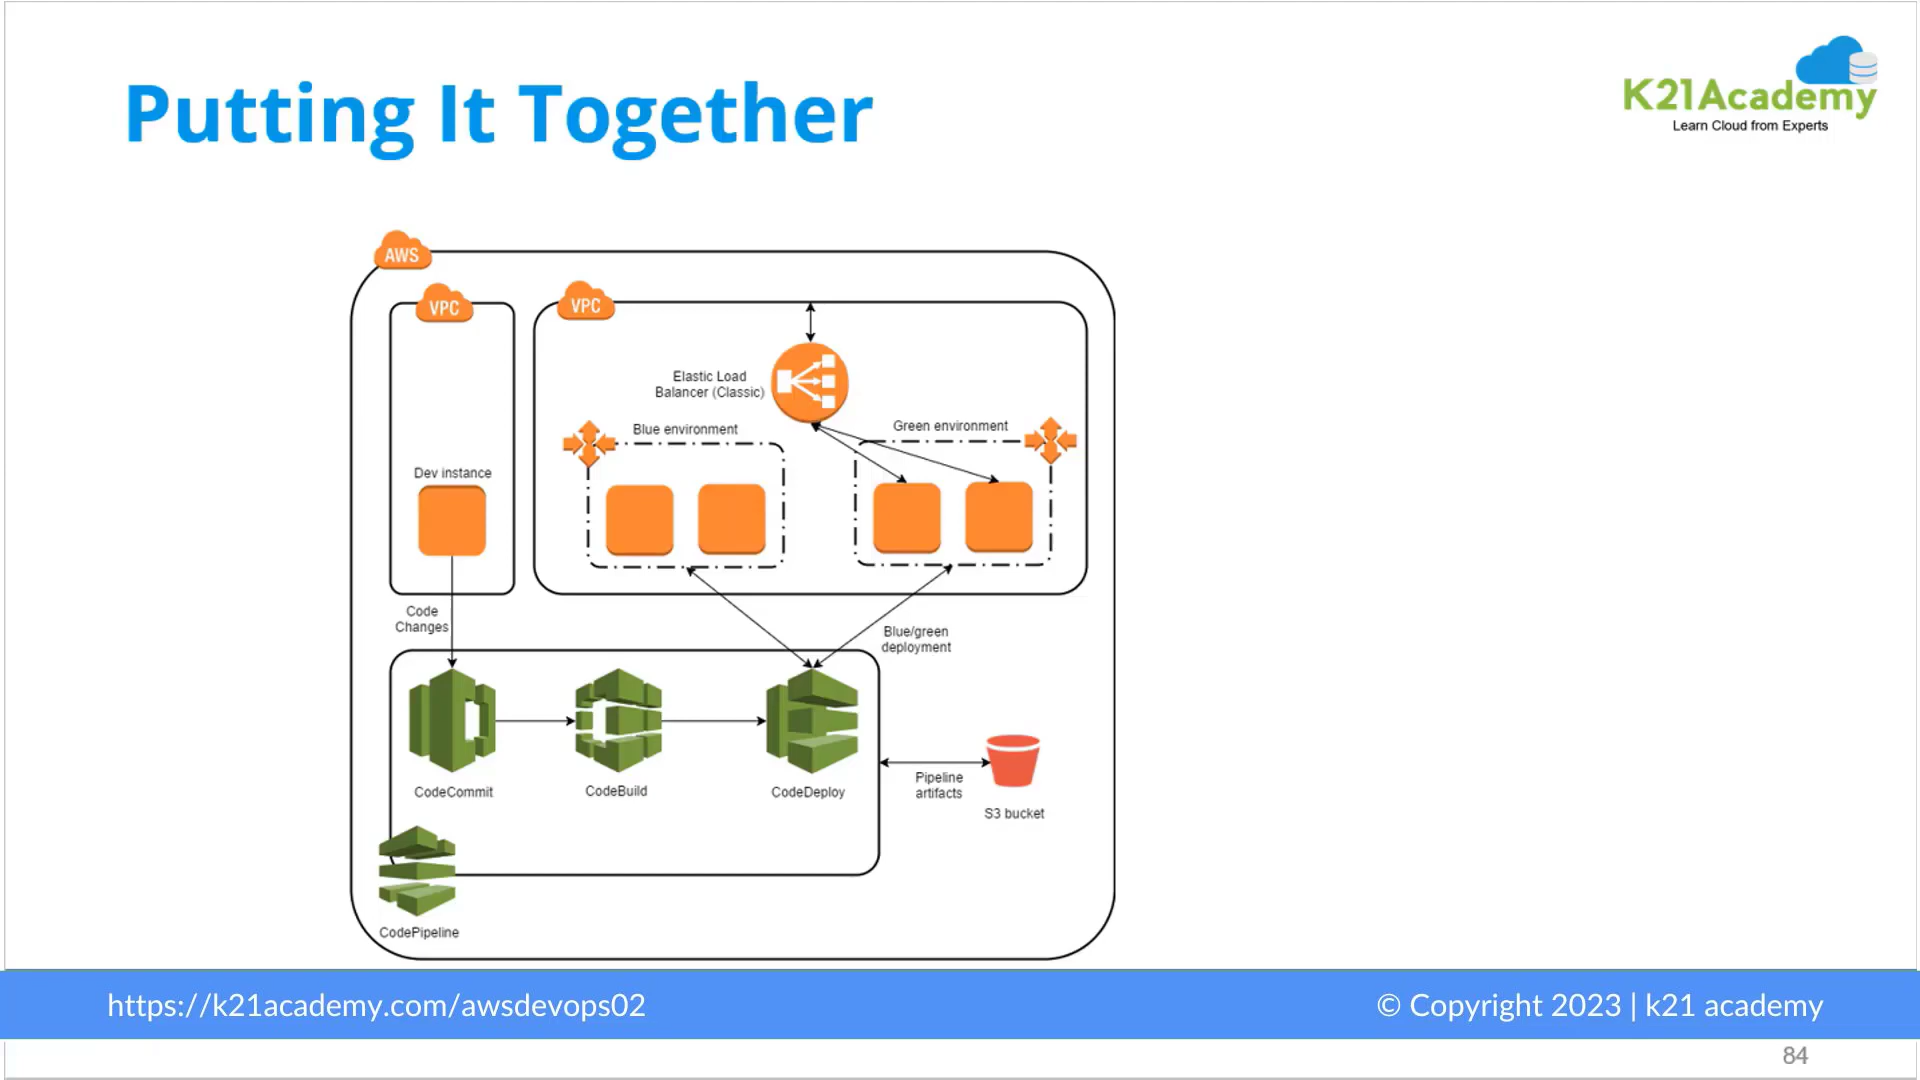 Putting It Together
K21Academy
Learn Cloud from Experts
AWS
VPC
VPC
Elastic Load
Balancer (Classic)
Blue environment
Green environment
Dev instance
Code
Changes
Blue/green
deployment
CodeCommit
CodeBuild
CodeDeploy
Pipeline
artifacts
S3 bucket
CodePipeline
https://k21academy.com/awsdevops02
© Copyright 2023 | k21 academy
84